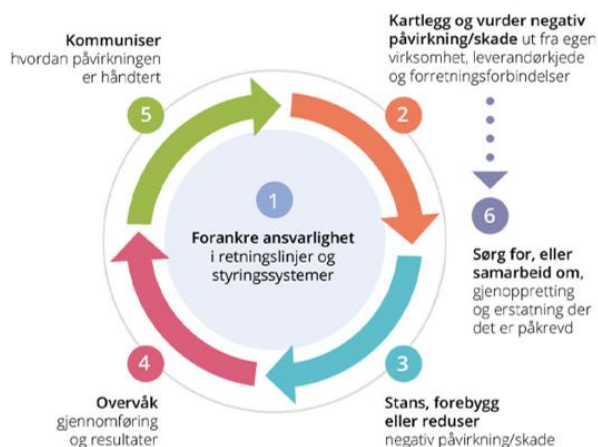 1
Forankre ansvarlighet
i retningslinjer og
styringssystemer
2
Kartlegg og vurder negativ
påvirkning/skade ut fra egen
virksomhet, leverandørkjede
og forretningsforbindelser
3
Stans, forebygg
eller reduser
negativ påvirkning/skade
4
Overvåk
gjennomføring
og resultater
5
Kommuniser
hvordan påvirkningen
er håndtert
6
Sørg for, eller
samarbeid om,
gjenoppretting
og erstatning der
det er påkrevd